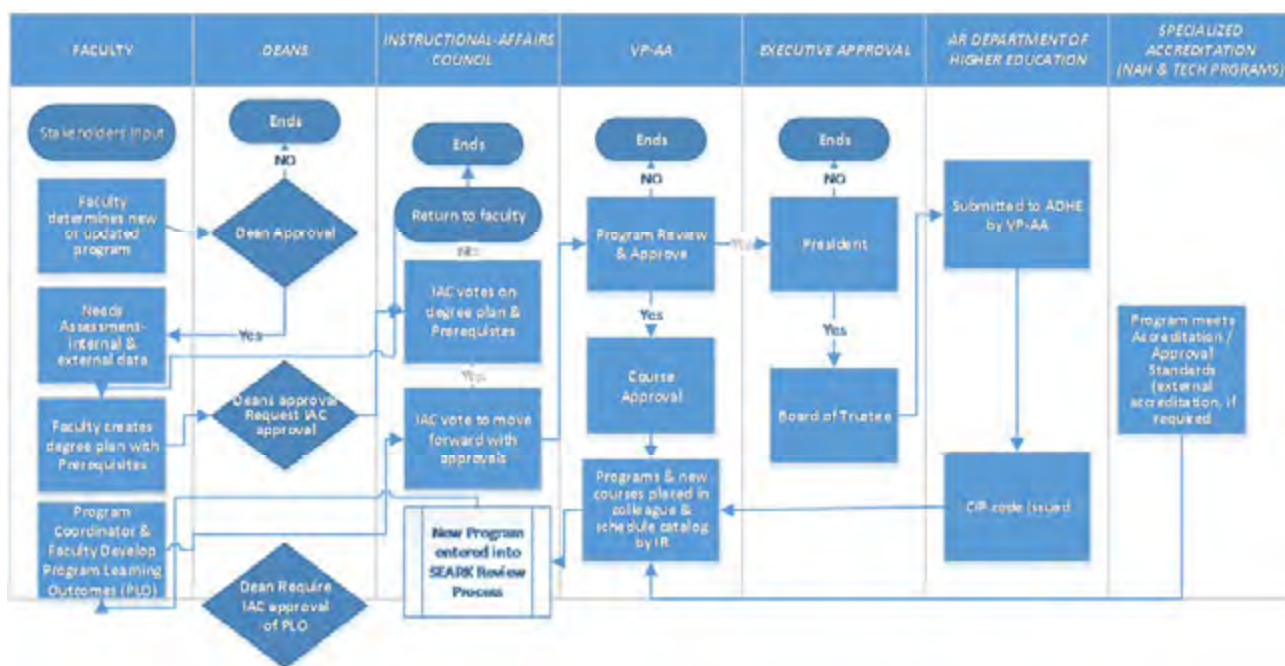 FACULTY
DEANS
INSTRUCTIONAL-AFFAIRS
COUNCIL
VP-AA
EXECUTIVE APPROVAL
AR DEPARTMENT OF
HIGHER EDUCATION
SPECIALIZED
ACCREDITATION
(NAH & TECH PRGRAMS)
Stakeholders Input
Faculty
determines new
or updated
program
Needs
Assessment-
internal &
external data
Faculty creates
degree plan with
Prerequisites
Program
Coordinator &
Faculty Develop
Program Learning
Outcomes (PLO)
Ends
NO
Dean Approval
Yes
Deans approval
Request IAC
approval
Dean Require
IAC approval
of PLO
Ends
Return to faculty
No
IAC votes on
degree plan &
Prerequistes
Yes
IAC vote to move
forward with
approvals
New Program
entered into
SEARK Review
Process
Ends
NO
Program Review
& Approve
Yes
Yes
Course
Approval
Programs & new
courses placed in
colleague &
schedule catalog
by IR
Ends
NO
President
Yes
Board of Trustee
Submitted to ADHE
by VP-AA
CIP code Issued
Program meets
Accreditation /
Approval
Standards
(external
accreditation, if
required